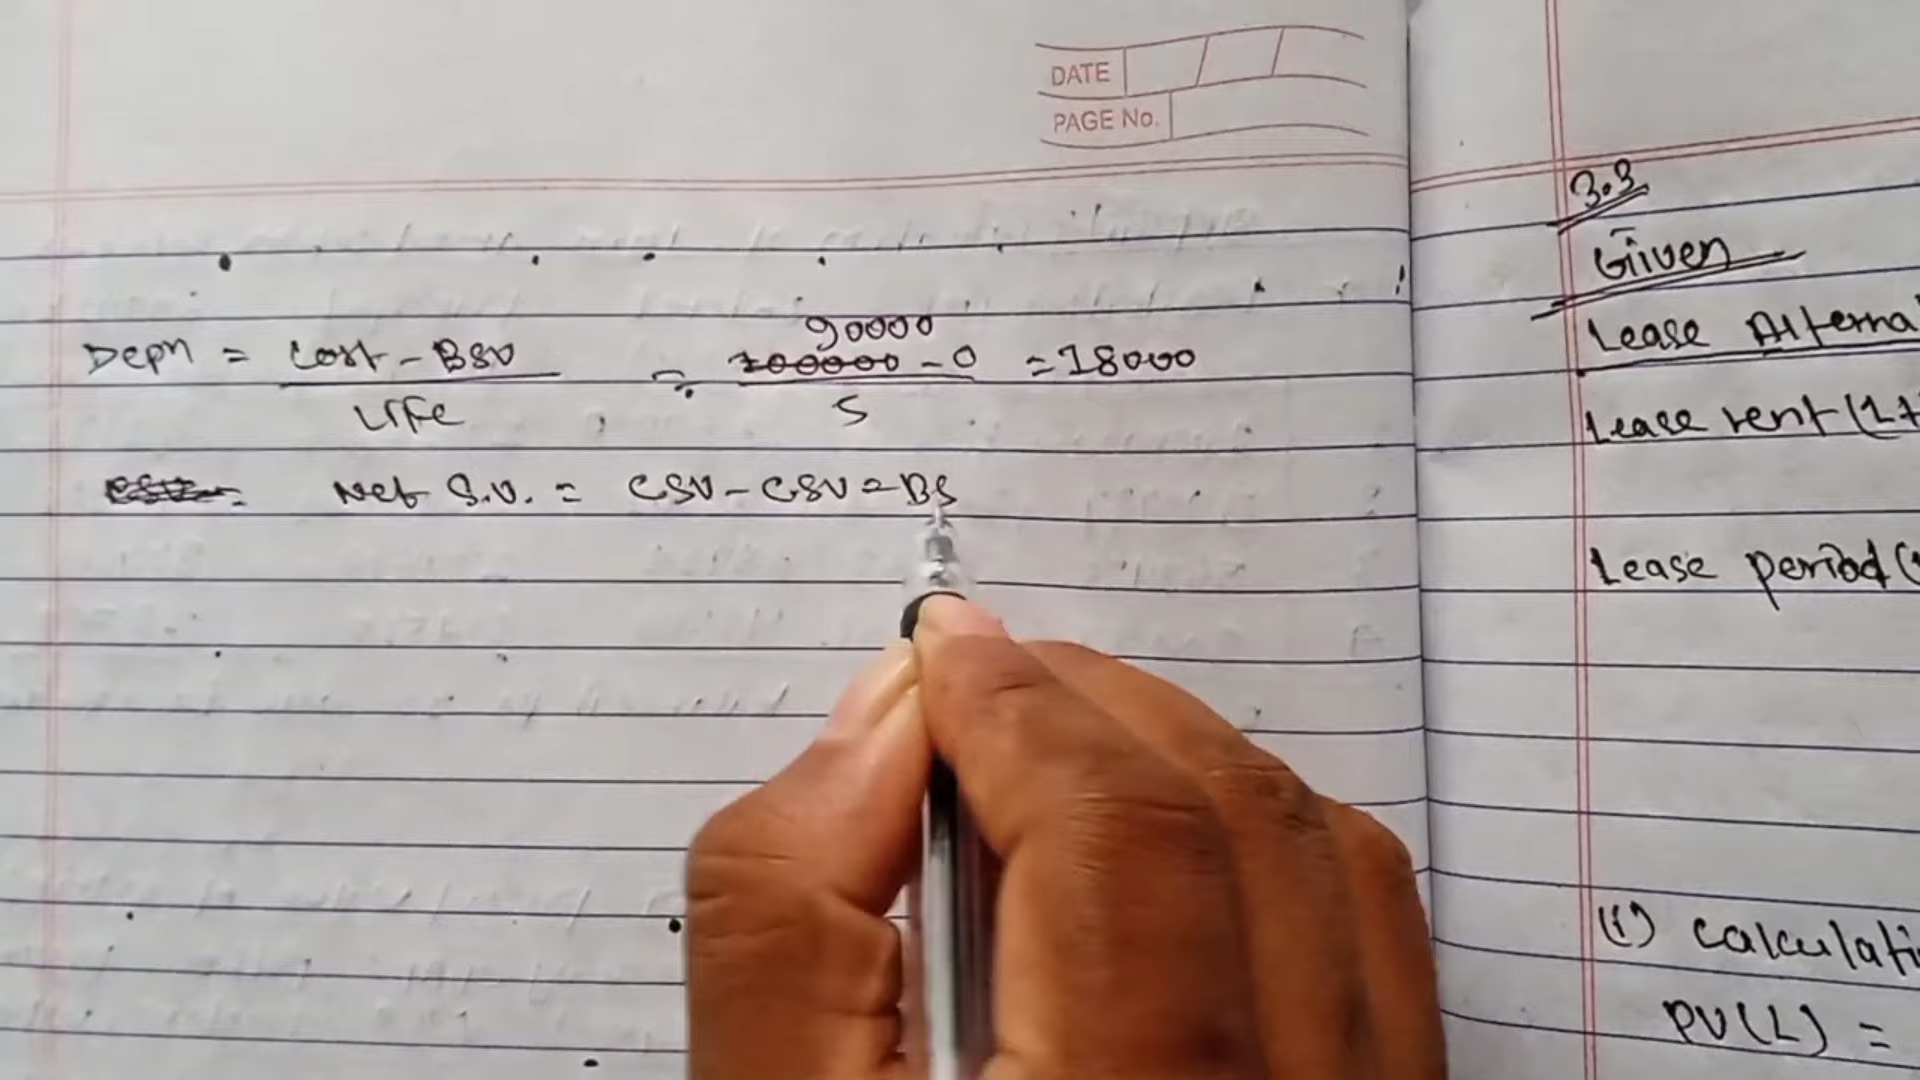 DATE
PAGE No.
90000
Depn = Cost - BSV = 100000 - 0 = 18000
Life 5
Net S.V. = CSV - CSV = BS
3.3
Given
Lease Alterna
Lease rent (1+
Lease period (
(i) calculati
PV(L) =